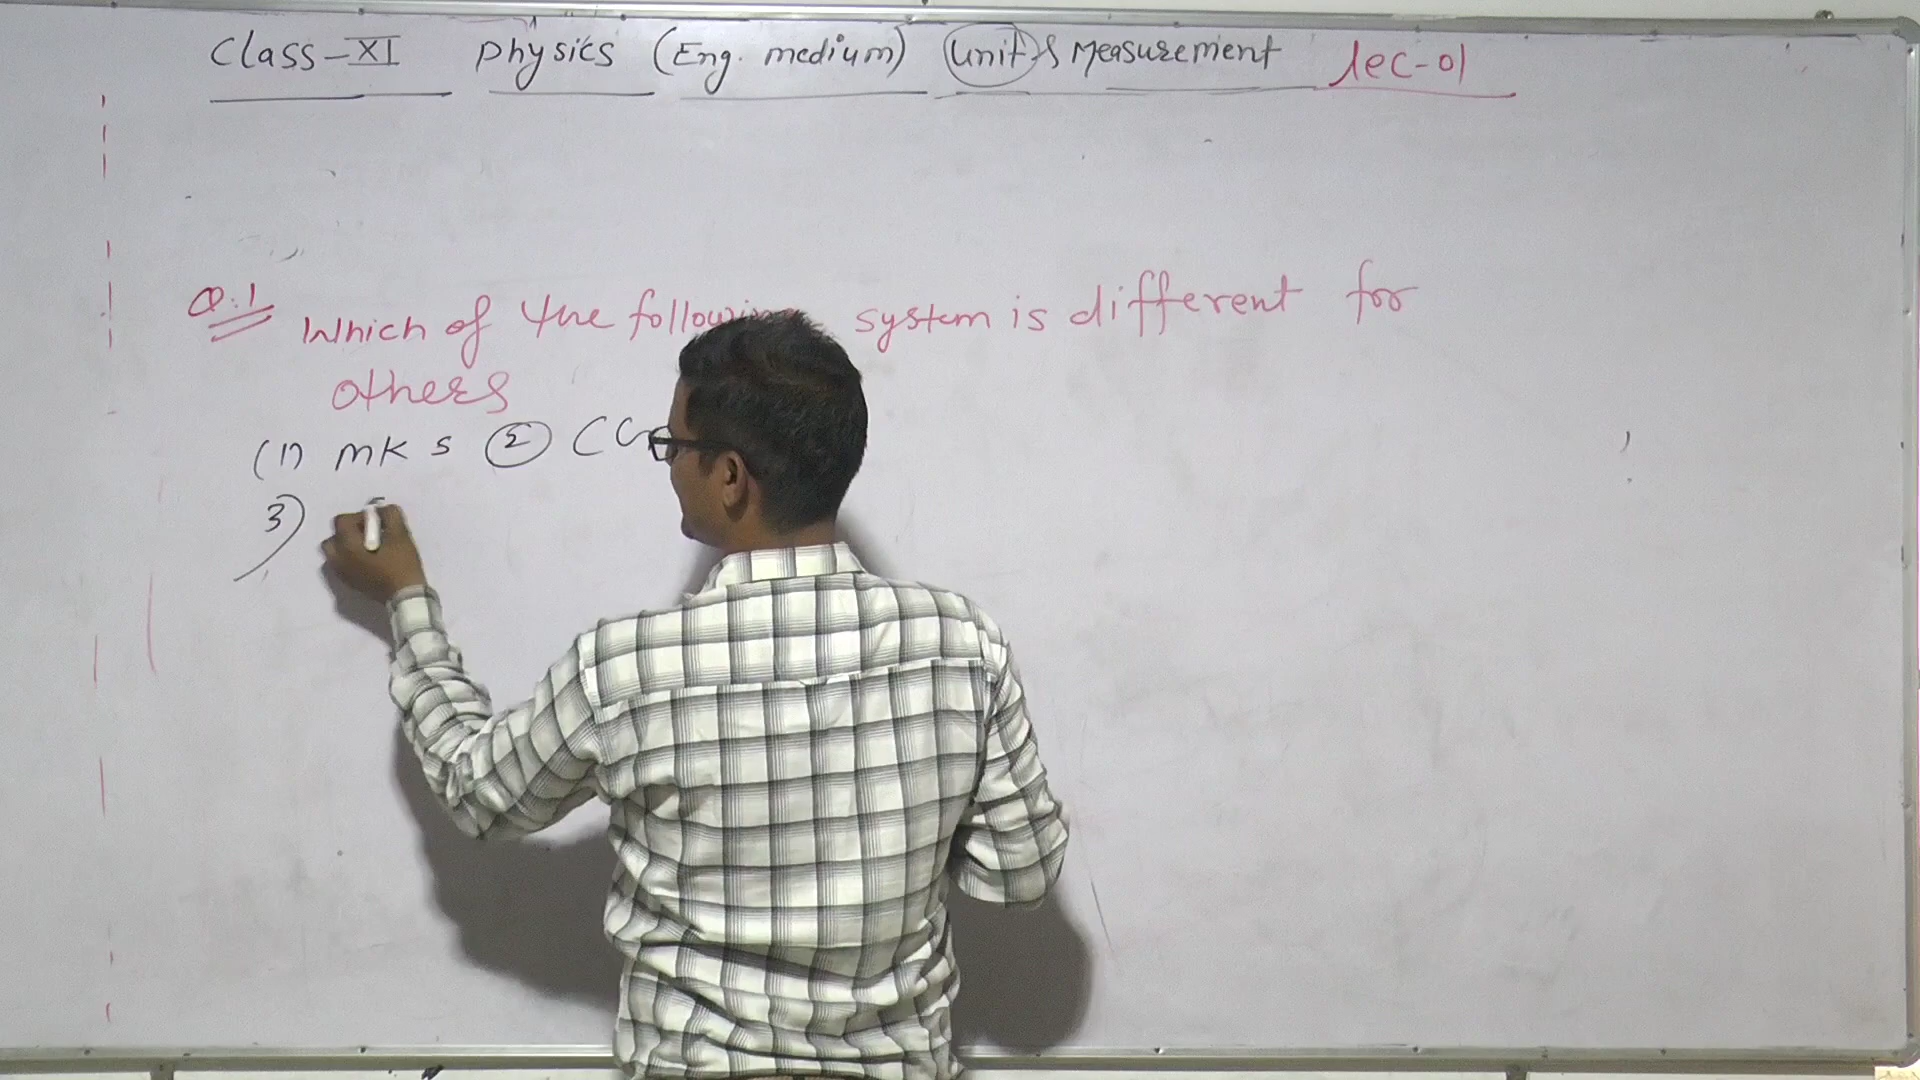 Class-XI Physics (Eng. medium) Unit & Measurement lec-01
Q.1 Which of the following system is different for
others
(1) mks ② CG
3)